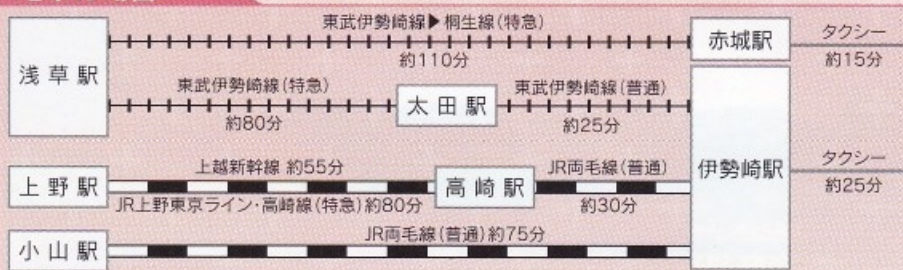 浅草駅
東武伊勢崎線▶桐生線(特急)
約110分
赤城駅
タクシー
約15分
東武伊勢崎線(特急)
約80分
太田駅
東武伊勢崎線(普通)
約25分
伊勢崎駅
タクシー
約25分
上野駅
上越新幹線 約55分
JR上野東京ライン・高崎線(特急)約80分
高崎駅
JR両毛線(普通)
約30分
小山駅
JR両毛線(普通)約75分